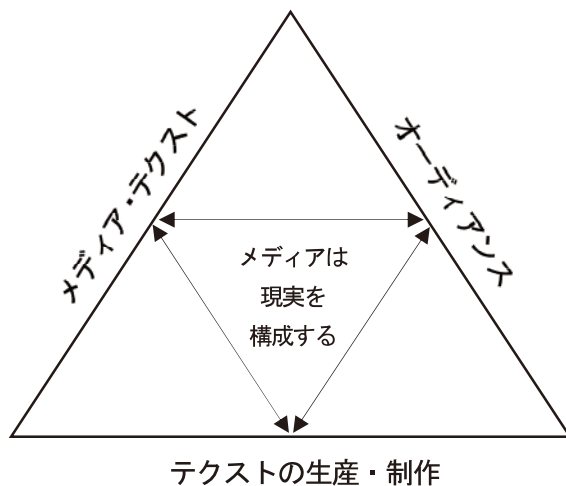 メディア・テクスト
オーディアンス
メディアは
現実を
構成する
テクストの生産・制作